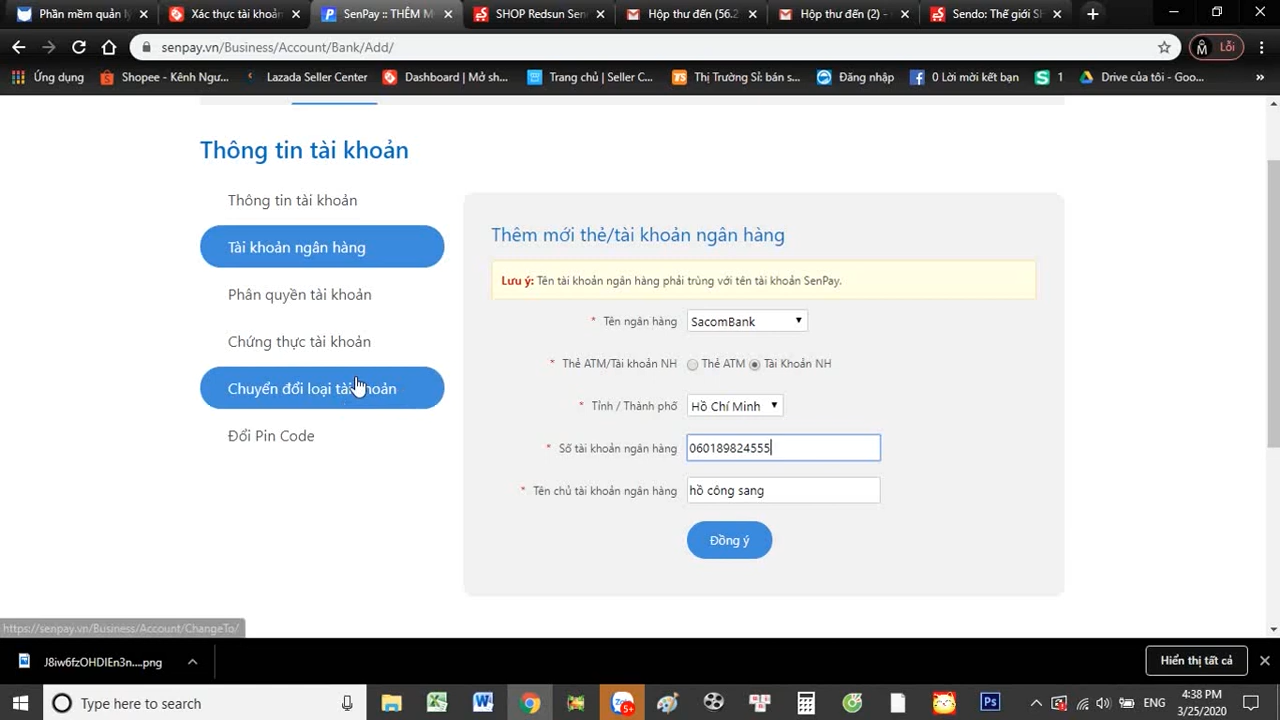 Phần mềm quản lý
Xác thực tài khoản
SenPay :: THÊM M
SHOP Redsun Sen
Hộp thư đến (56.2
Hộp thư đến (2) -
Sendo: Thế giới SH
senpay.vn/Business/Account/Bank/Add/
Lỗi
Ứng dụng
Shopee - Kênh Ngư...
Lazada Seller Center
Dashboard | Mở sh...
Trang chủ | Seller C...
Thị Trường Sỉ: bán s...
Đăng nhập
0 Lời mời kết bạn
1
Drive của tôi - Goo...
»
Thông tin tài khoản
Thông tin tài khoản
Tài khoản ngân hàng
Phân quyền tài khoản
Chứng thực tài khoản
Chuyển đổi loại tài khoản
Đổi Pin Code
Thêm mới thẻ/tài khoản ngân hàng
Lưu ý: Tên tài khoản ngân hàng phải trùng với tên tài khoản SenPay.
* Tên ngân hàng SacomBank
* Thẻ ATM/Tài khoản NH Thẻ ATM Tài Khoản NH
* Tỉnh / Thành phố Hồ Chí Minh
* Số tài khoản ngân hàng 060189824555
* Tên chủ tài khoản ngân hàng hồ công sang
Đồng ý
https://senpay.vn/Business/Account/ChangeTo/
J8iw6fzOHDIEn3n....png
Hiển thị tất cả
Type here to search
5+
Ps
ENG
4:38 PM
3/25/2020